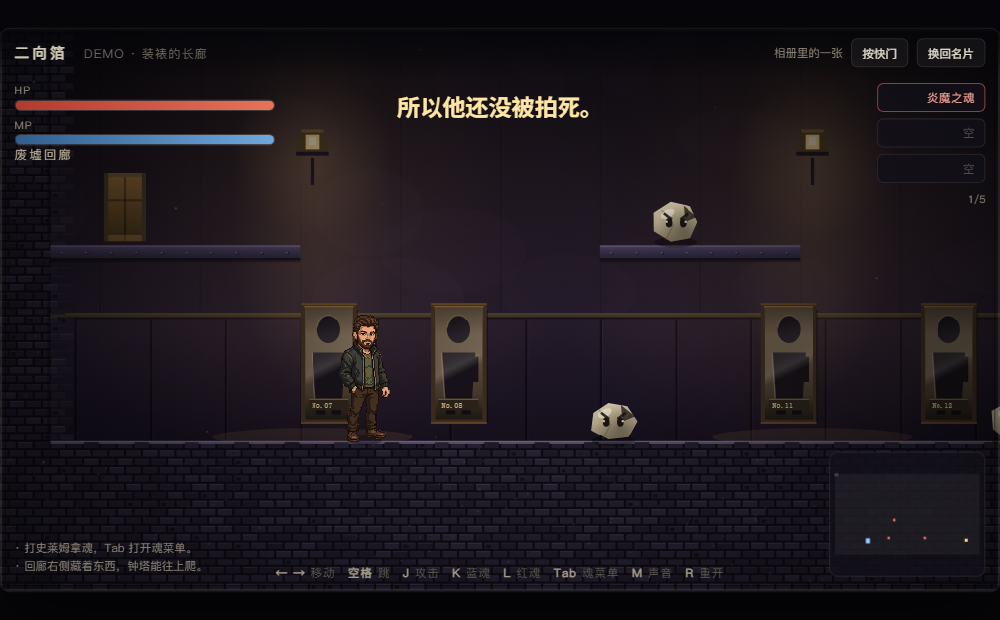 二向箔 DEMO · 装裱的长廊
相册里的一张 按快门 换回名片
HP
MP
废墟回廊
所以他还没被拍死。
炎魔之魂
空
空
1/5
No. 07
No. 08
No. 11
No. 12
· 打史莱姆拿魂，Tab 打开魂菜单。
· 回廊右侧藏着东西，钟塔能往上爬。
← → 移动 空格 跳 J 攻击 K 蓝魂 L 红魂 Tab 魂菜单 M 声音 R 重开